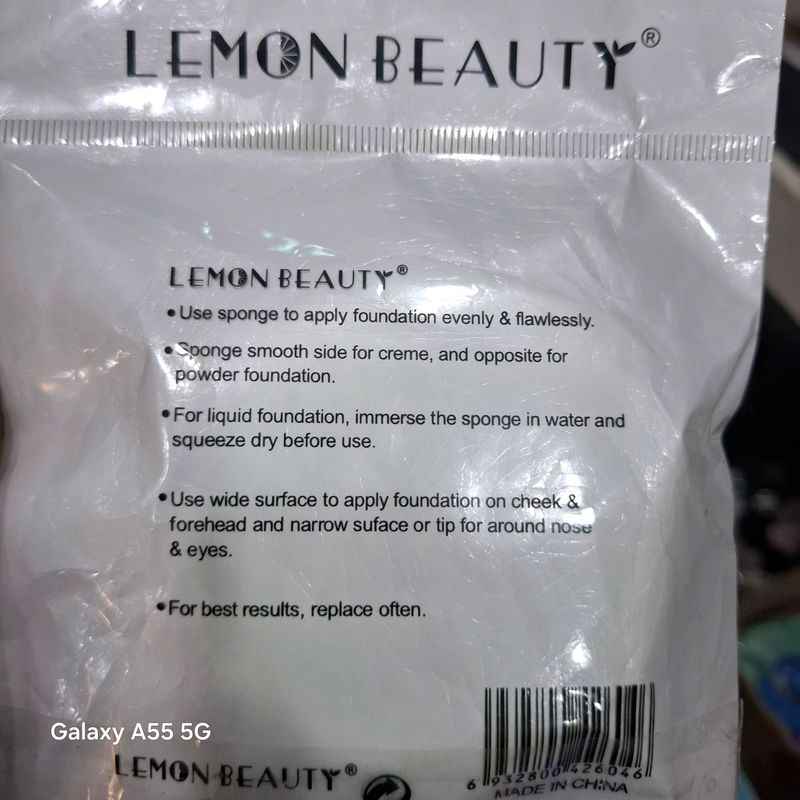 LEMON BEAUTY®
LEMON BEAUTY®
•Use sponge to apply foundation evenly & flawlessly.
•Sponge smooth side for creme, and opposite for
powder foundation.
•For liquid foundation, immerse the sponge in water and
squeeze dry before use.
•Use wide surface to apply foundation on cheek &
forehead and narrow suface or tip for around nose
& eyes.
•For best results, replace often.
Galaxy A55 5G
LEMON BEAUTY®
6 932800 426046
MADE IN CHINA